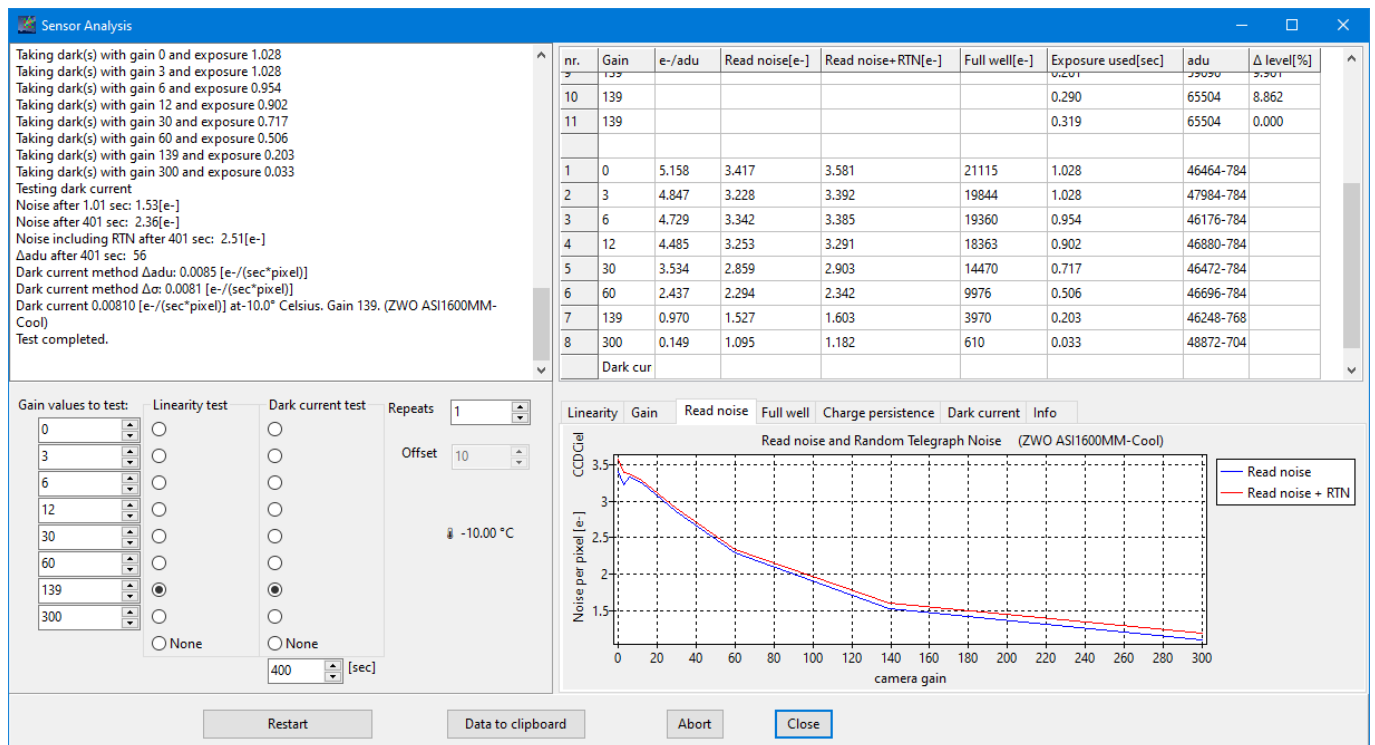 Sensor Analysis
Taking dark(s) with gain 0 and exposure 1.028
Taking dark(s) with gain 3 and exposure 1.028
Taking dark(s) with gain 6 and exposure 0.954
Taking dark(s) with gain 12 and exposure 0.902
Taking dark(s) with gain 30 and exposure 0.717
Taking dark(s) with gain 60 and exposure 0.506
Taking dark(s) with gain 139 and exposure 0.203
Taking dark(s) with gain 300 and exposure 0.033
Testing dark current
Noise after 1.01 sec: 1.53[e-]
Noise after 401 sec: 2.36[e-]
Noise including RTN after 401 sec: 2.51[e-]
Δadu after 401 sec: 56
Dark current method Δadu: 0.0085 [e-/(sec*pixel)]
Dark current method Δσ: 0.0081 [e-/(sec*pixel)]
Dark current 0.00810 [e-/(sec*pixel)] at-10.0° Celsius. Gain 139. (ZWO ASI1600MM-
Cool)
Test completed.
nr. Gain e-/adu Read noise[e-] Read noise+RTN[e-] Full well[e-] Exposure used[sec] adu Δ level[%]
10 139 0.290 65504 8.862
11 139 0.319 65504 0.000
1 0 5.158 3.417 3.581 21115 1.028 46464-784
2 3 4.847 3.228 3.392 19844 1.028 47984-784
3 6 4.729 3.342 3.385 19360 0.954 46176-784
4 12 4.485 3.253 3.291 18363 0.902 46880-784
5 30 3.534 2.859 2.903 14470 0.717 46472-784
6 60 2.437 2.294 2.342 9976 0.506 46696-784
7 139 0.970 1.527 1.603 3970 0.203 46248-768
8 300 0.149 1.095 1.182 610 0.033 48872-704
Dark cur
Gain values to test: Linearity test Dark current test Repeats 1
0
3
Offset 10
6
12
30
-10.00 °C
60
139
300
None None
400 [sec]
Linearity Gain Read noise Full well Charge persistence Dark current Info
CCDCiel
Read noise and Random Telegraph Noise (ZWO ASI1600MM-Cool)
Noise per pixel [e-]
3.5
3
2.5
2
1.5
0 20 40 60 80 100 120 140 160 180 200 220 240 260 280 300
camera gain
Read noise
Read noise + RTN
Restart Data to clipboard Abort Close